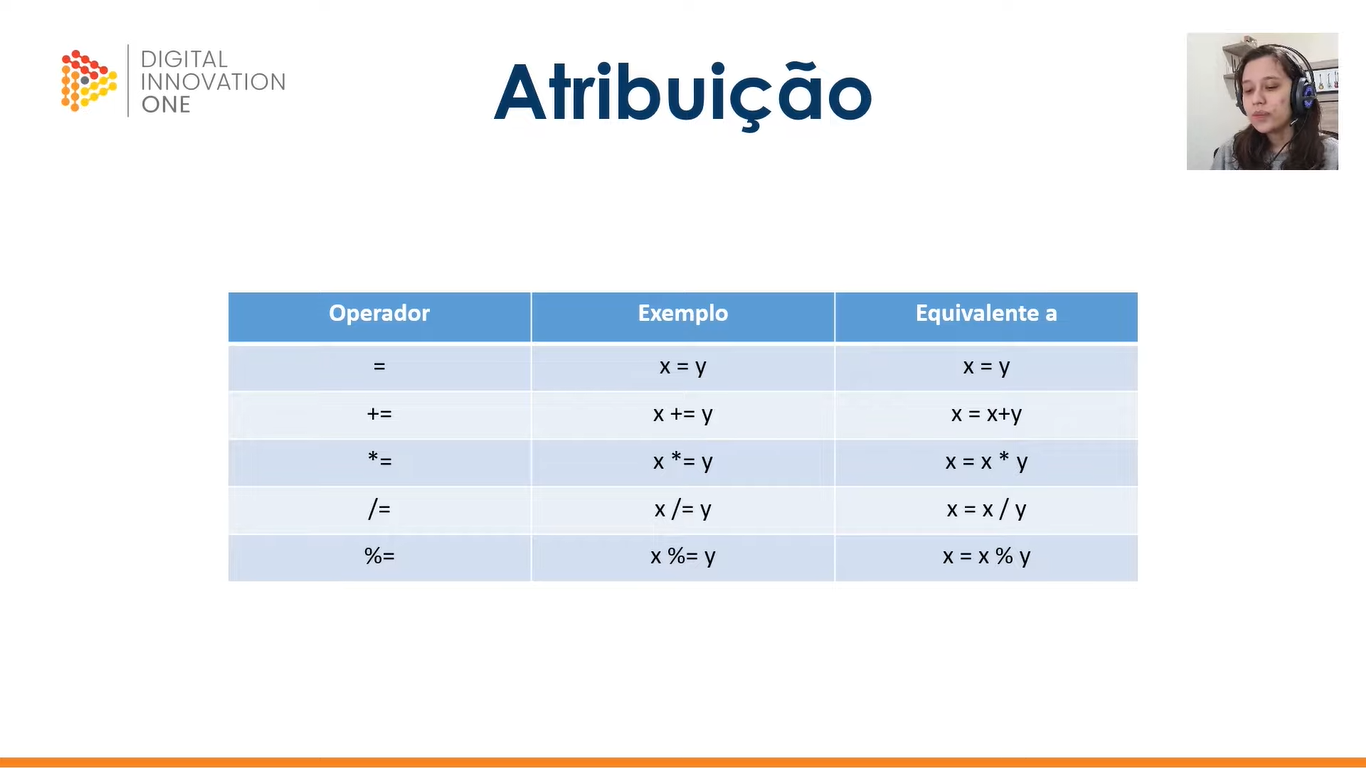 DIGITAL
INNOVATION
ONE
Atribuição
Operador Exemplo Equivalente a
= x = y x = y
+= x += y x = x+y
*= x *= y x = x * y
/= x /= y x = x / y
%= x %= y x = x % y